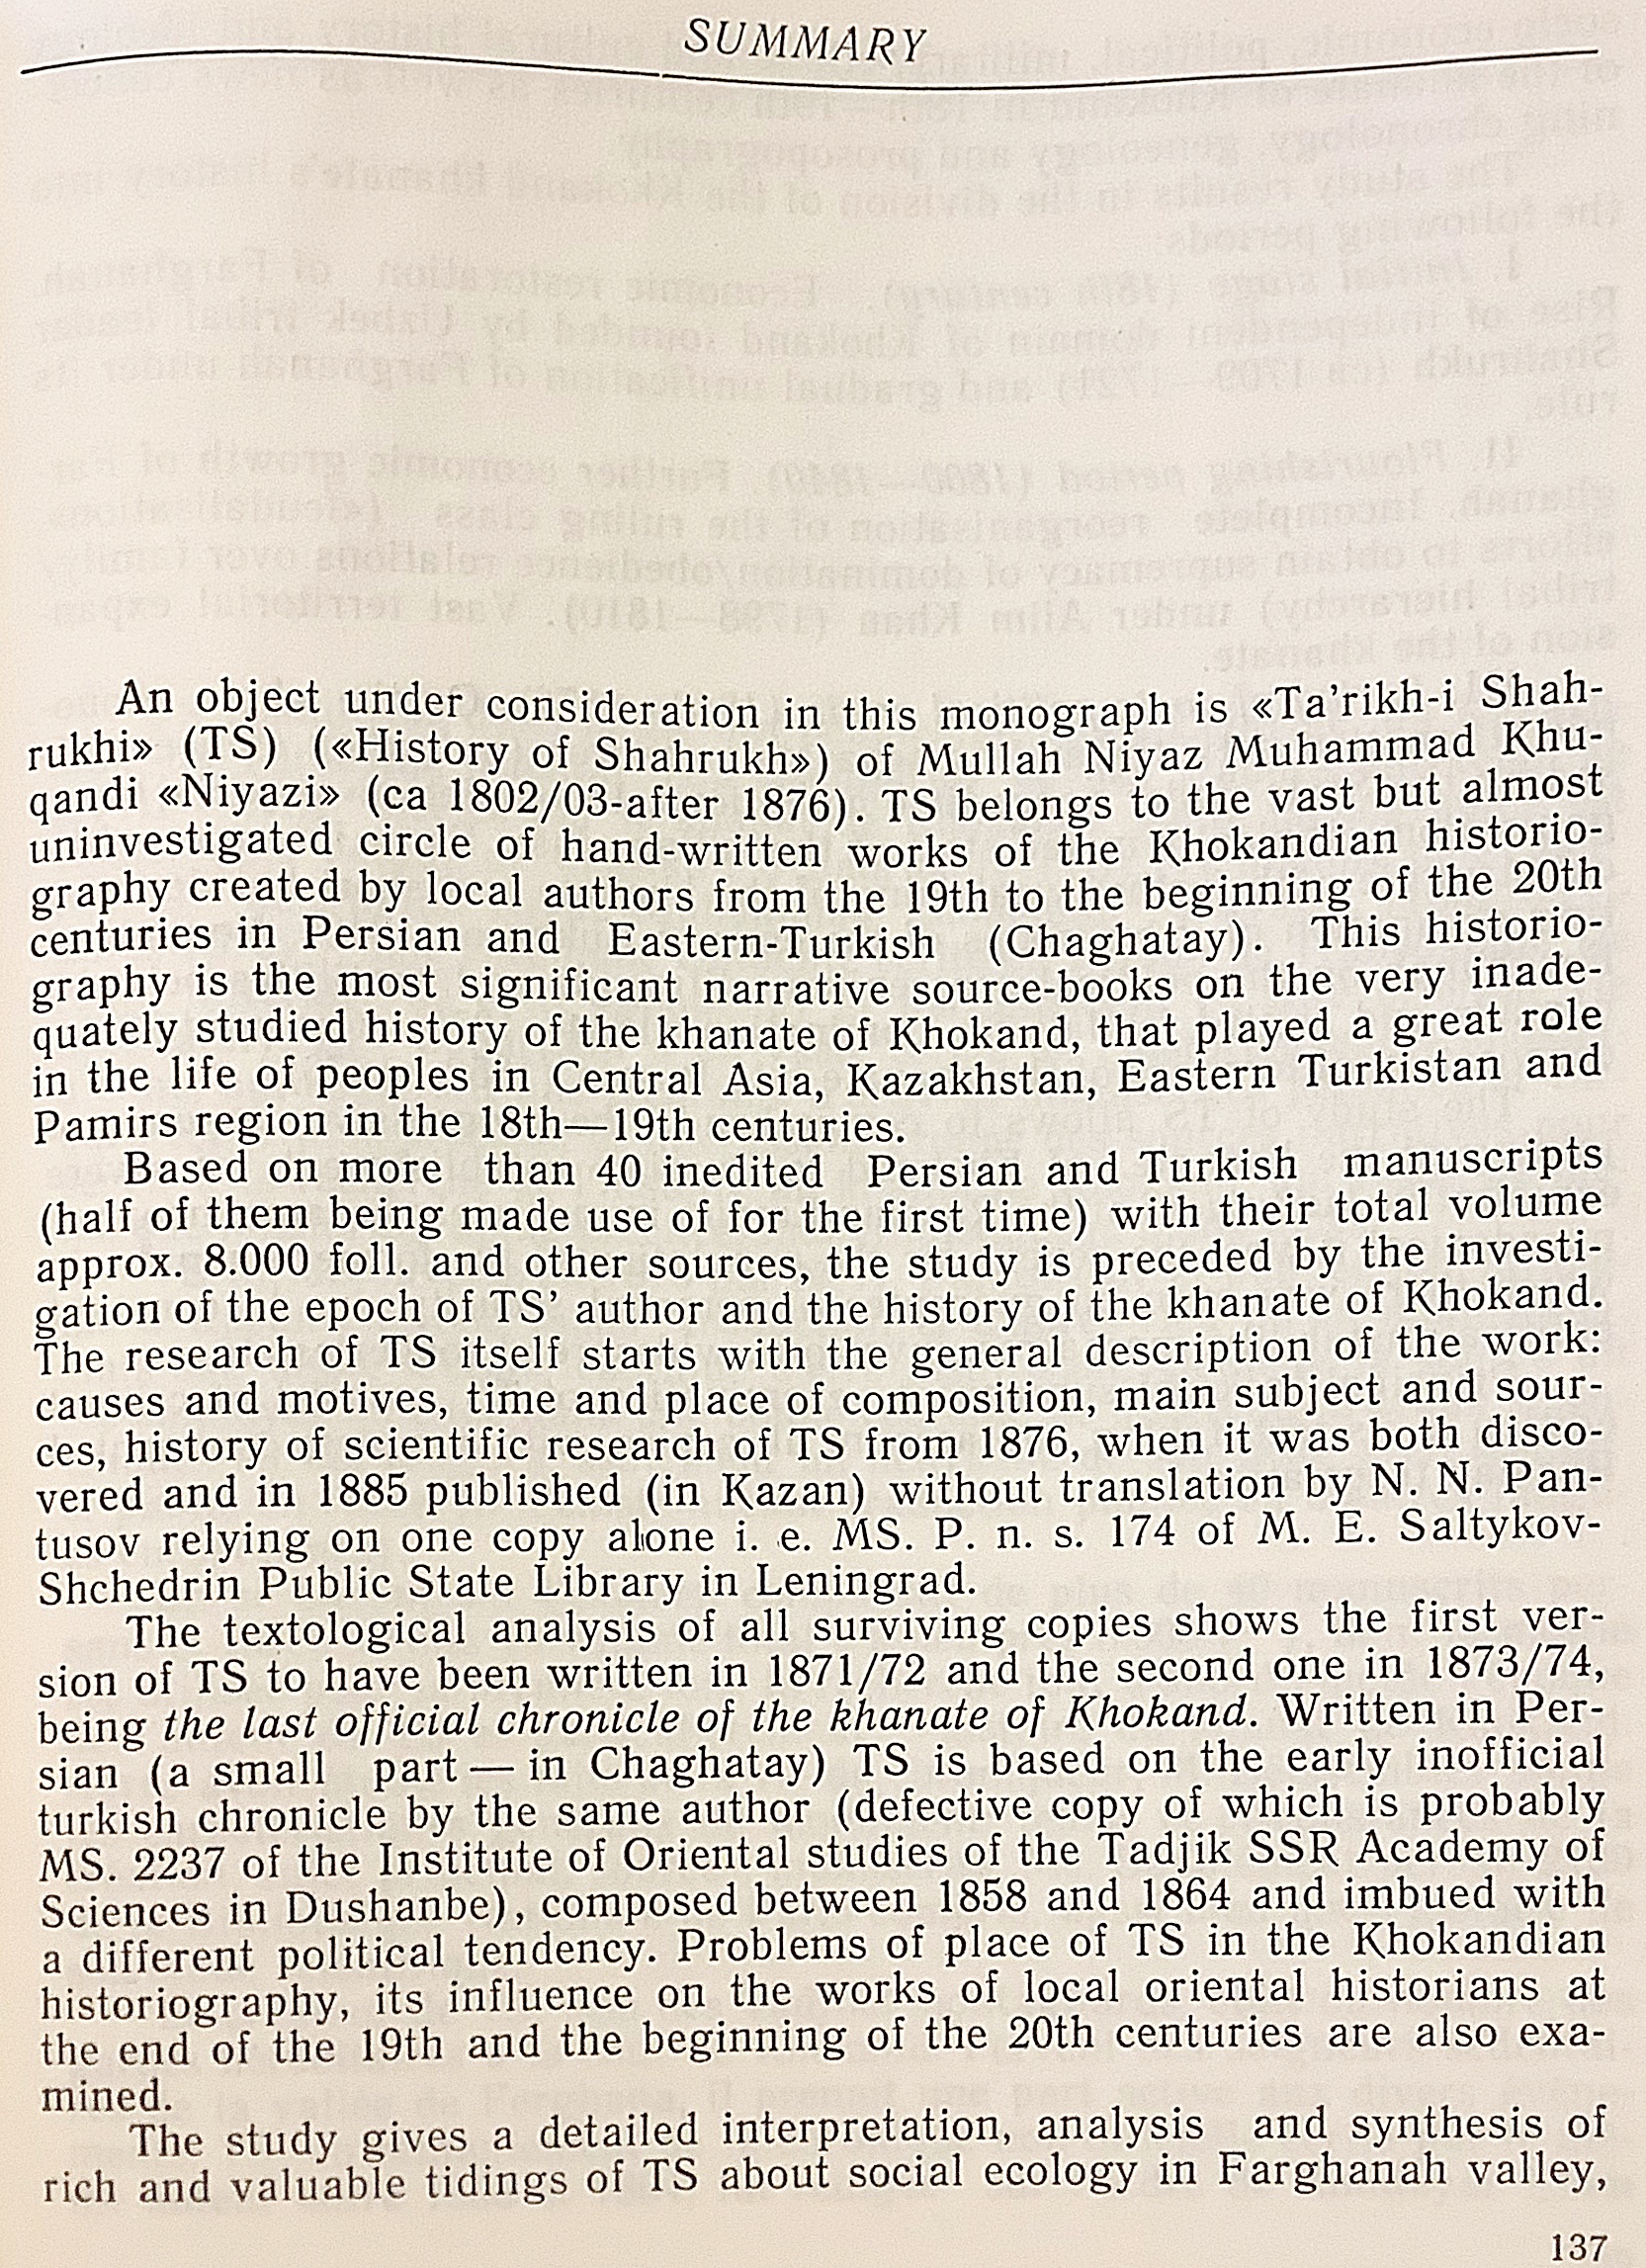 SUMMARY
An object under consideration in this monograph is «Ta'rikh-i Shah-
rukhi» (TS) («History of Shahrukh») of Mullah Niyaz Muhammad Khu-
qandi «Niyazi» (ca 1802/03-after 1876). TS belongs to the vast but almost
uninvestigated circle of hand-written works of the Khokandian historio-
graphy created by local authors from the 19th to the beginning of the 20th
centuries in Persian and Eastern-Turkish (Chaghatay). This historio-
graphy is the most significant narrative source-books on the very inade-
quately studied history of the khanate of Khokand, that played a great role
in the life of peoples in Central Asia, Kazakhstan, Eastern Turkistan and
Pamirs region in the 18th—19th centuries.
Based on more than 40 inedited Persian and Turkish manuscripts
(half of them being made use of for the first time) with their total volume
approx. 8.000 foll. and other sources, the study is preceded by the investi-
gation of the epoch of TS' author and the history of the khanate of Khokand.
The research of TS itself starts with the general description of the work:
causes and motives, time and place of composition, main subject and sour-
ces, history of scientific research of TS from 1876, when it was both disco-
vered and in 1885 published (in Kazan) without translation by N. N. Pan-
tusov relying on one copy alone i. e. MS. P. n. s. 174 of M. E. Saltykov-
Shchedrin Public State Library in Leningrad.
The textological analysis of all surviving copies shows the first ver-
sion of TS to have been written in 1871/72 and the second one in 1873/74,
being the last official chronicle of the khanate of Khokand. Written in Per-
sian (a small part — in Chaghatay) TS is based on the early inofficial
turkish chronicle by the same author (defective copy of which is probably
MS. 2237 of the Institute of Oriental studies of the Tadjik SSR Academy of
Sciences in Dushanbe), composed between 1858 and 1864 and imbued with
a different political tendency. Problems of place of TS in the Khokandian
historiography, its influence on the works of local oriental historians at
the end of the 19th and the beginning of the 20th centuries are also exa-
mined.
The study gives a detailed interpretation, analysis and synthesis of
rich and valuable tidings of TS about social ecology in Farghanah valley,
137